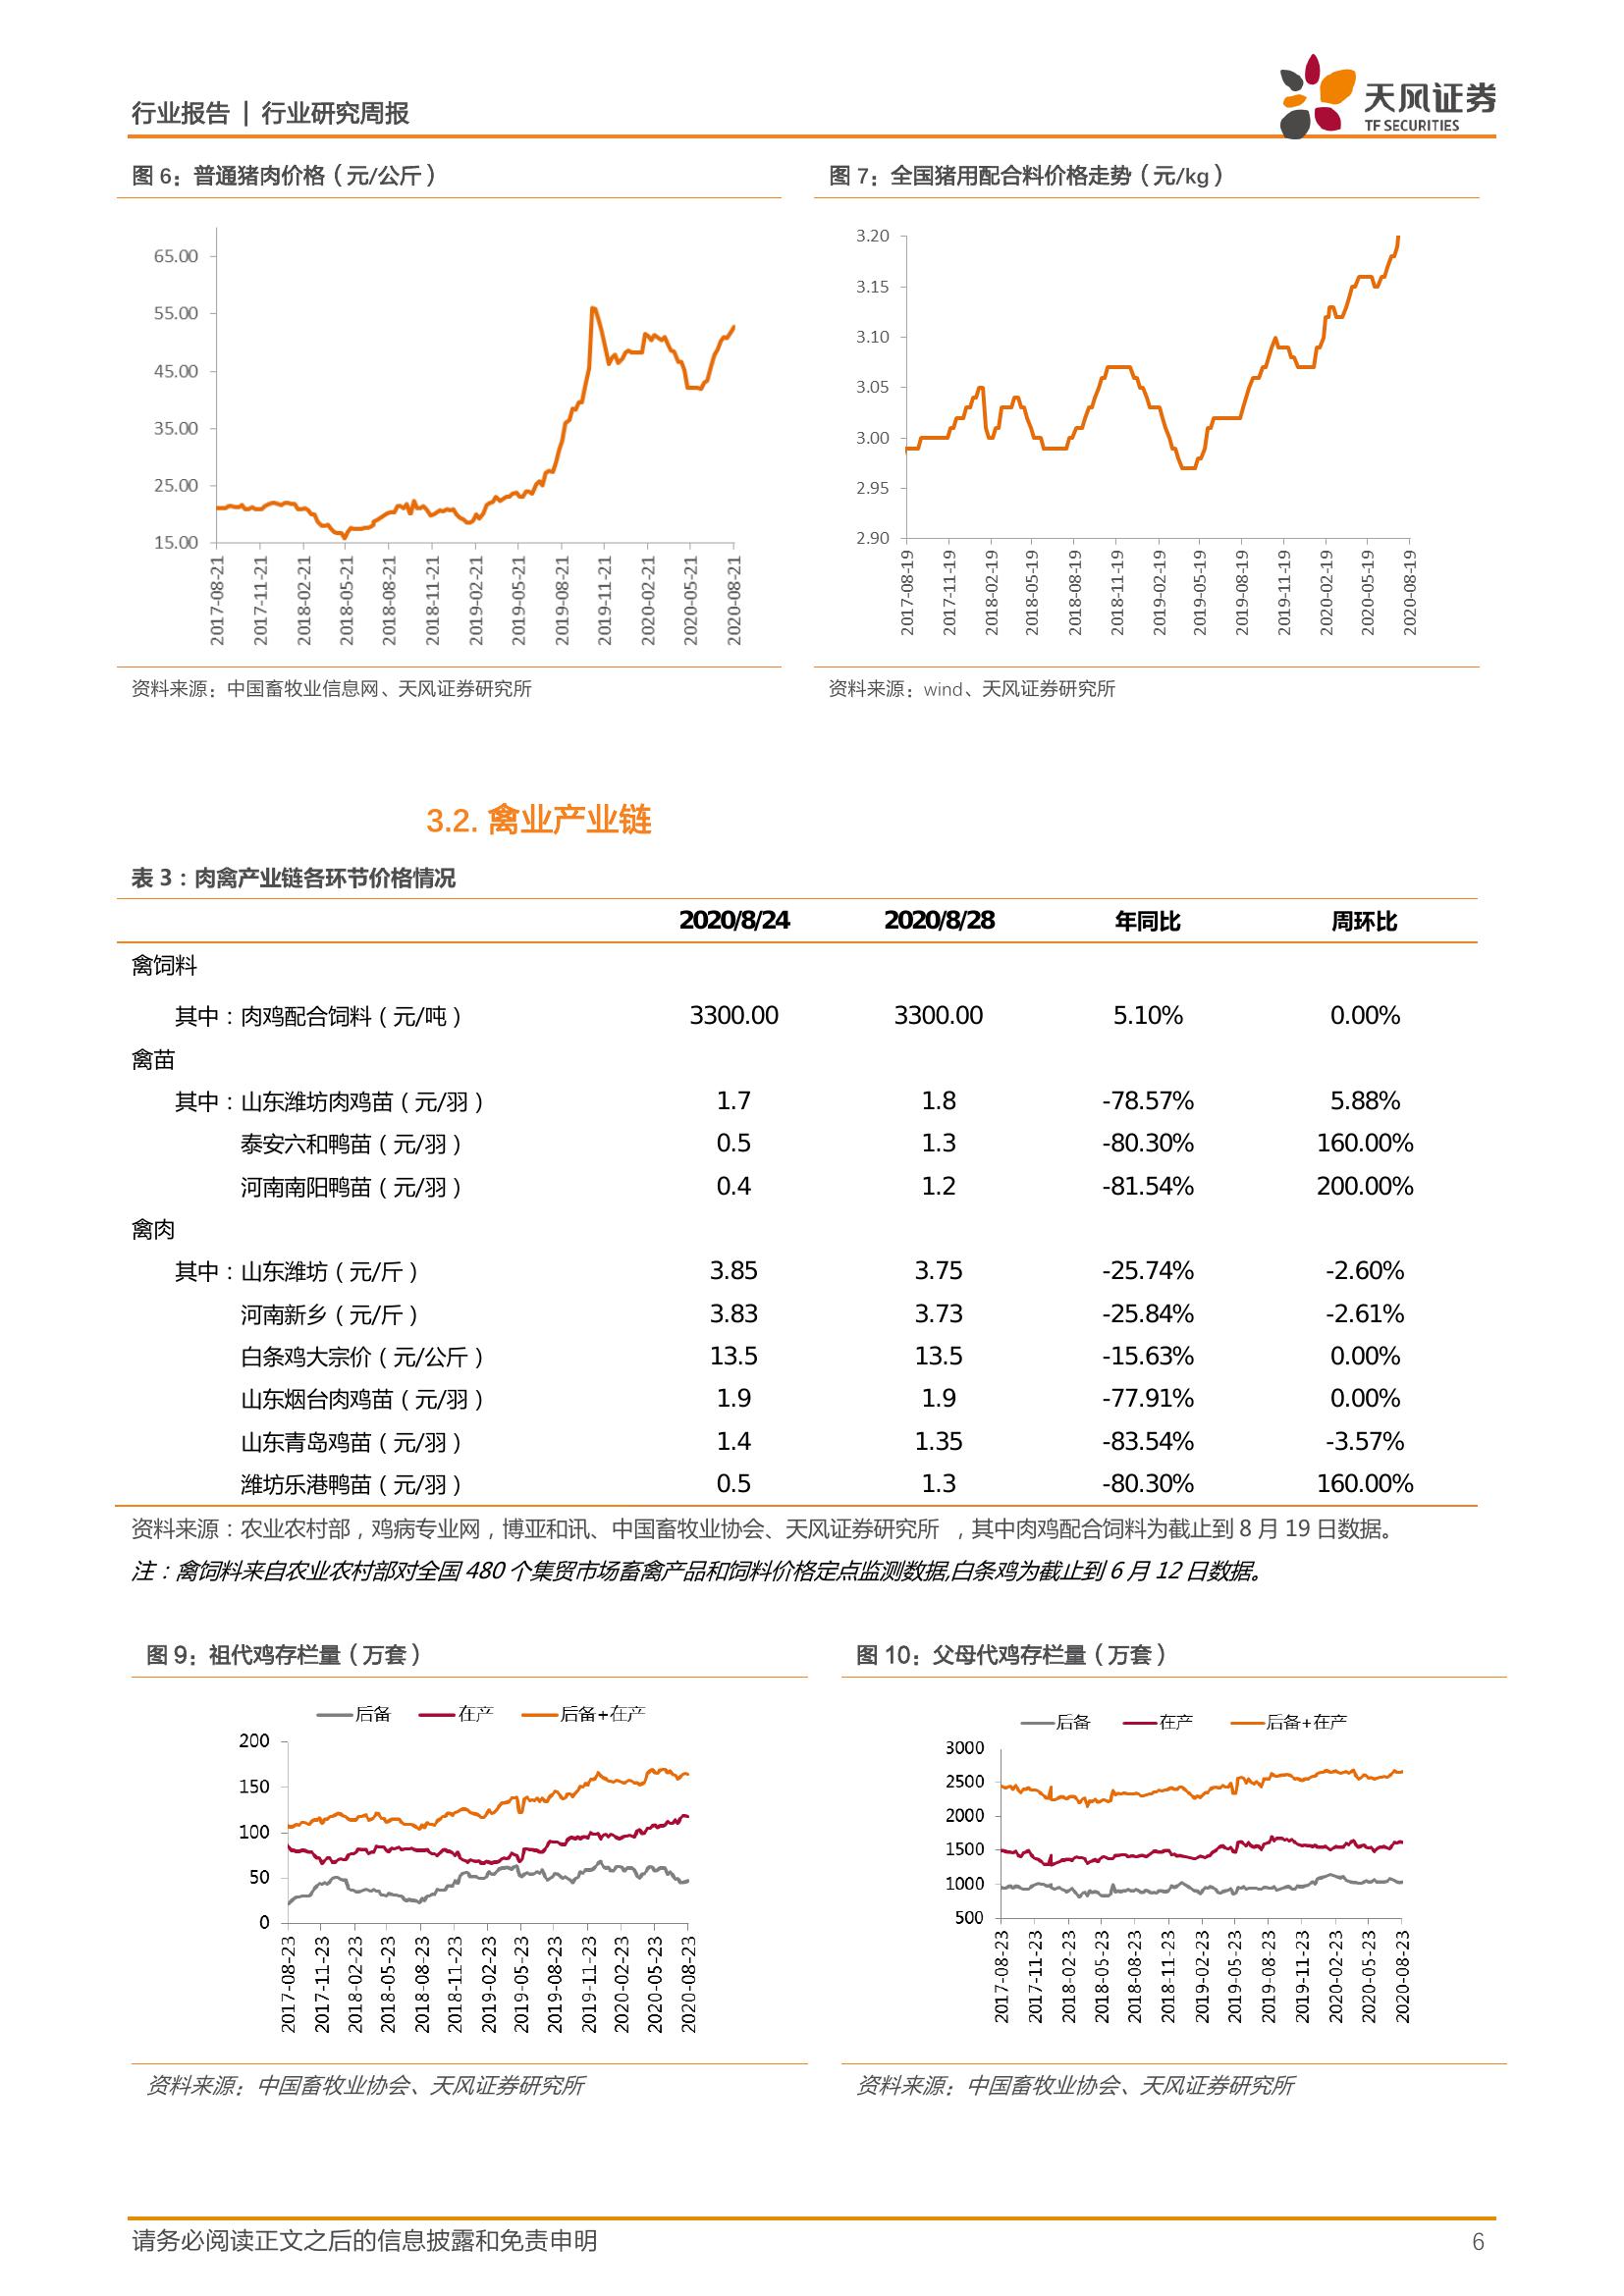 行业报告 | 行业研究周报
天风证券
TF SECURITIES
图 6：普通猪肉价格（元/公斤）
65.00
55.00
45.00
35.00
25.00
15.00
2017-08-21
2017-11-21
2018-02-21
2018-05-21
2018-08-21
2018-11-21
2019-02-21
2019-05-21
2019-08-21
2019-11-21
2020-02-21
2020-05-21
2020-08-21
资料来源：中国畜牧业信息网、天风证券研究所
图 7：全国猪用配合料价格走势（元/kg）
3.20
3.15
3.10
3.05
3.00
2.95
2.90
2017-08-19
2017-11-19
2018-02-19
2018-05-19
2018-08-19
2018-11-19
2019-02-19
2019-05-19
2019-08-19
2019-11-19
2020-02-19
2020-05-19
2020-08-19
资料来源：wind、天风证券研究所
3.2. 禽业产业链
表 3：肉禽产业链各环节价格情况
2020/8/24 2020/8/28 年同比 周环比
禽饲料
其中：肉鸡配合饲料（元/吨） 3300.00 3300.00 5.10% 0.00%
禽苗
其中：山东潍坊肉鸡苗（元/羽） 1.7 1.8 -78.57% 5.88%
泰安六和鸭苗（元/羽） 0.5 1.3 -80.30% 160.00%
河南南阳鸭苗（元/羽） 0.4 1.2 -81.54% 200.00%
禽肉
其中：山东潍坊（元/斤） 3.85 3.75 -25.74% -2.60%
河南新乡（元/斤） 3.83 3.73 -25.84% -2.61%
白条鸡大宗价（元/公斤） 13.5 13.5 -15.63% 0.00%
山东烟台肉鸡苗（元/羽） 1.9 1.9 -77.91% 0.00%
山东青岛鸡苗（元/羽） 1.4 1.35 -83.54% -3.57%
潍坊乐港鸭苗（元/羽） 0.5 1.3 -80.30% 160.00%
资料来源：农业农村部，鸡病专业网，博亚和讯、中国畜牧业协会、天风证券研究所 ，其中肉鸡配合饲料为截止到 8 月 19 日数据。
注：禽饲料来自农业农村部对全国 480 个集贸市场畜禽产品和饲料价格定点监测数据,白条鸡为截止到 6 月 12 日数据。
图 9：祖代鸡存栏量（万套）
后备 在产 后备+在产
200
150
100
50
0
2017-08-23
2017-11-23
2018-02-23
2018-05-23
2018-08-23
2018-11-23
2019-02-23
2019-05-23
2019-08-23
2019-11-23
2020-02-23
2020-05-23
2020-08-23
资料来源：中国畜牧业协会、天风证券研究所
图 10：父母代鸡存栏量（万套）
后备 在产 后备+在产
3000
2500
2000
1500
1000
500
2017-08-23
2017-11-23
2018-02-23
2018-05-23
2018-08-23
2018-11-23
2019-02-23
2019-05-23
2019-08-23
2019-11-23
2020-02-23
2020-05-23
2020-08-23
资料来源：中国畜牧业协会、天风证券研究所
请务必阅读正文之后的信息披露和免责申明 6